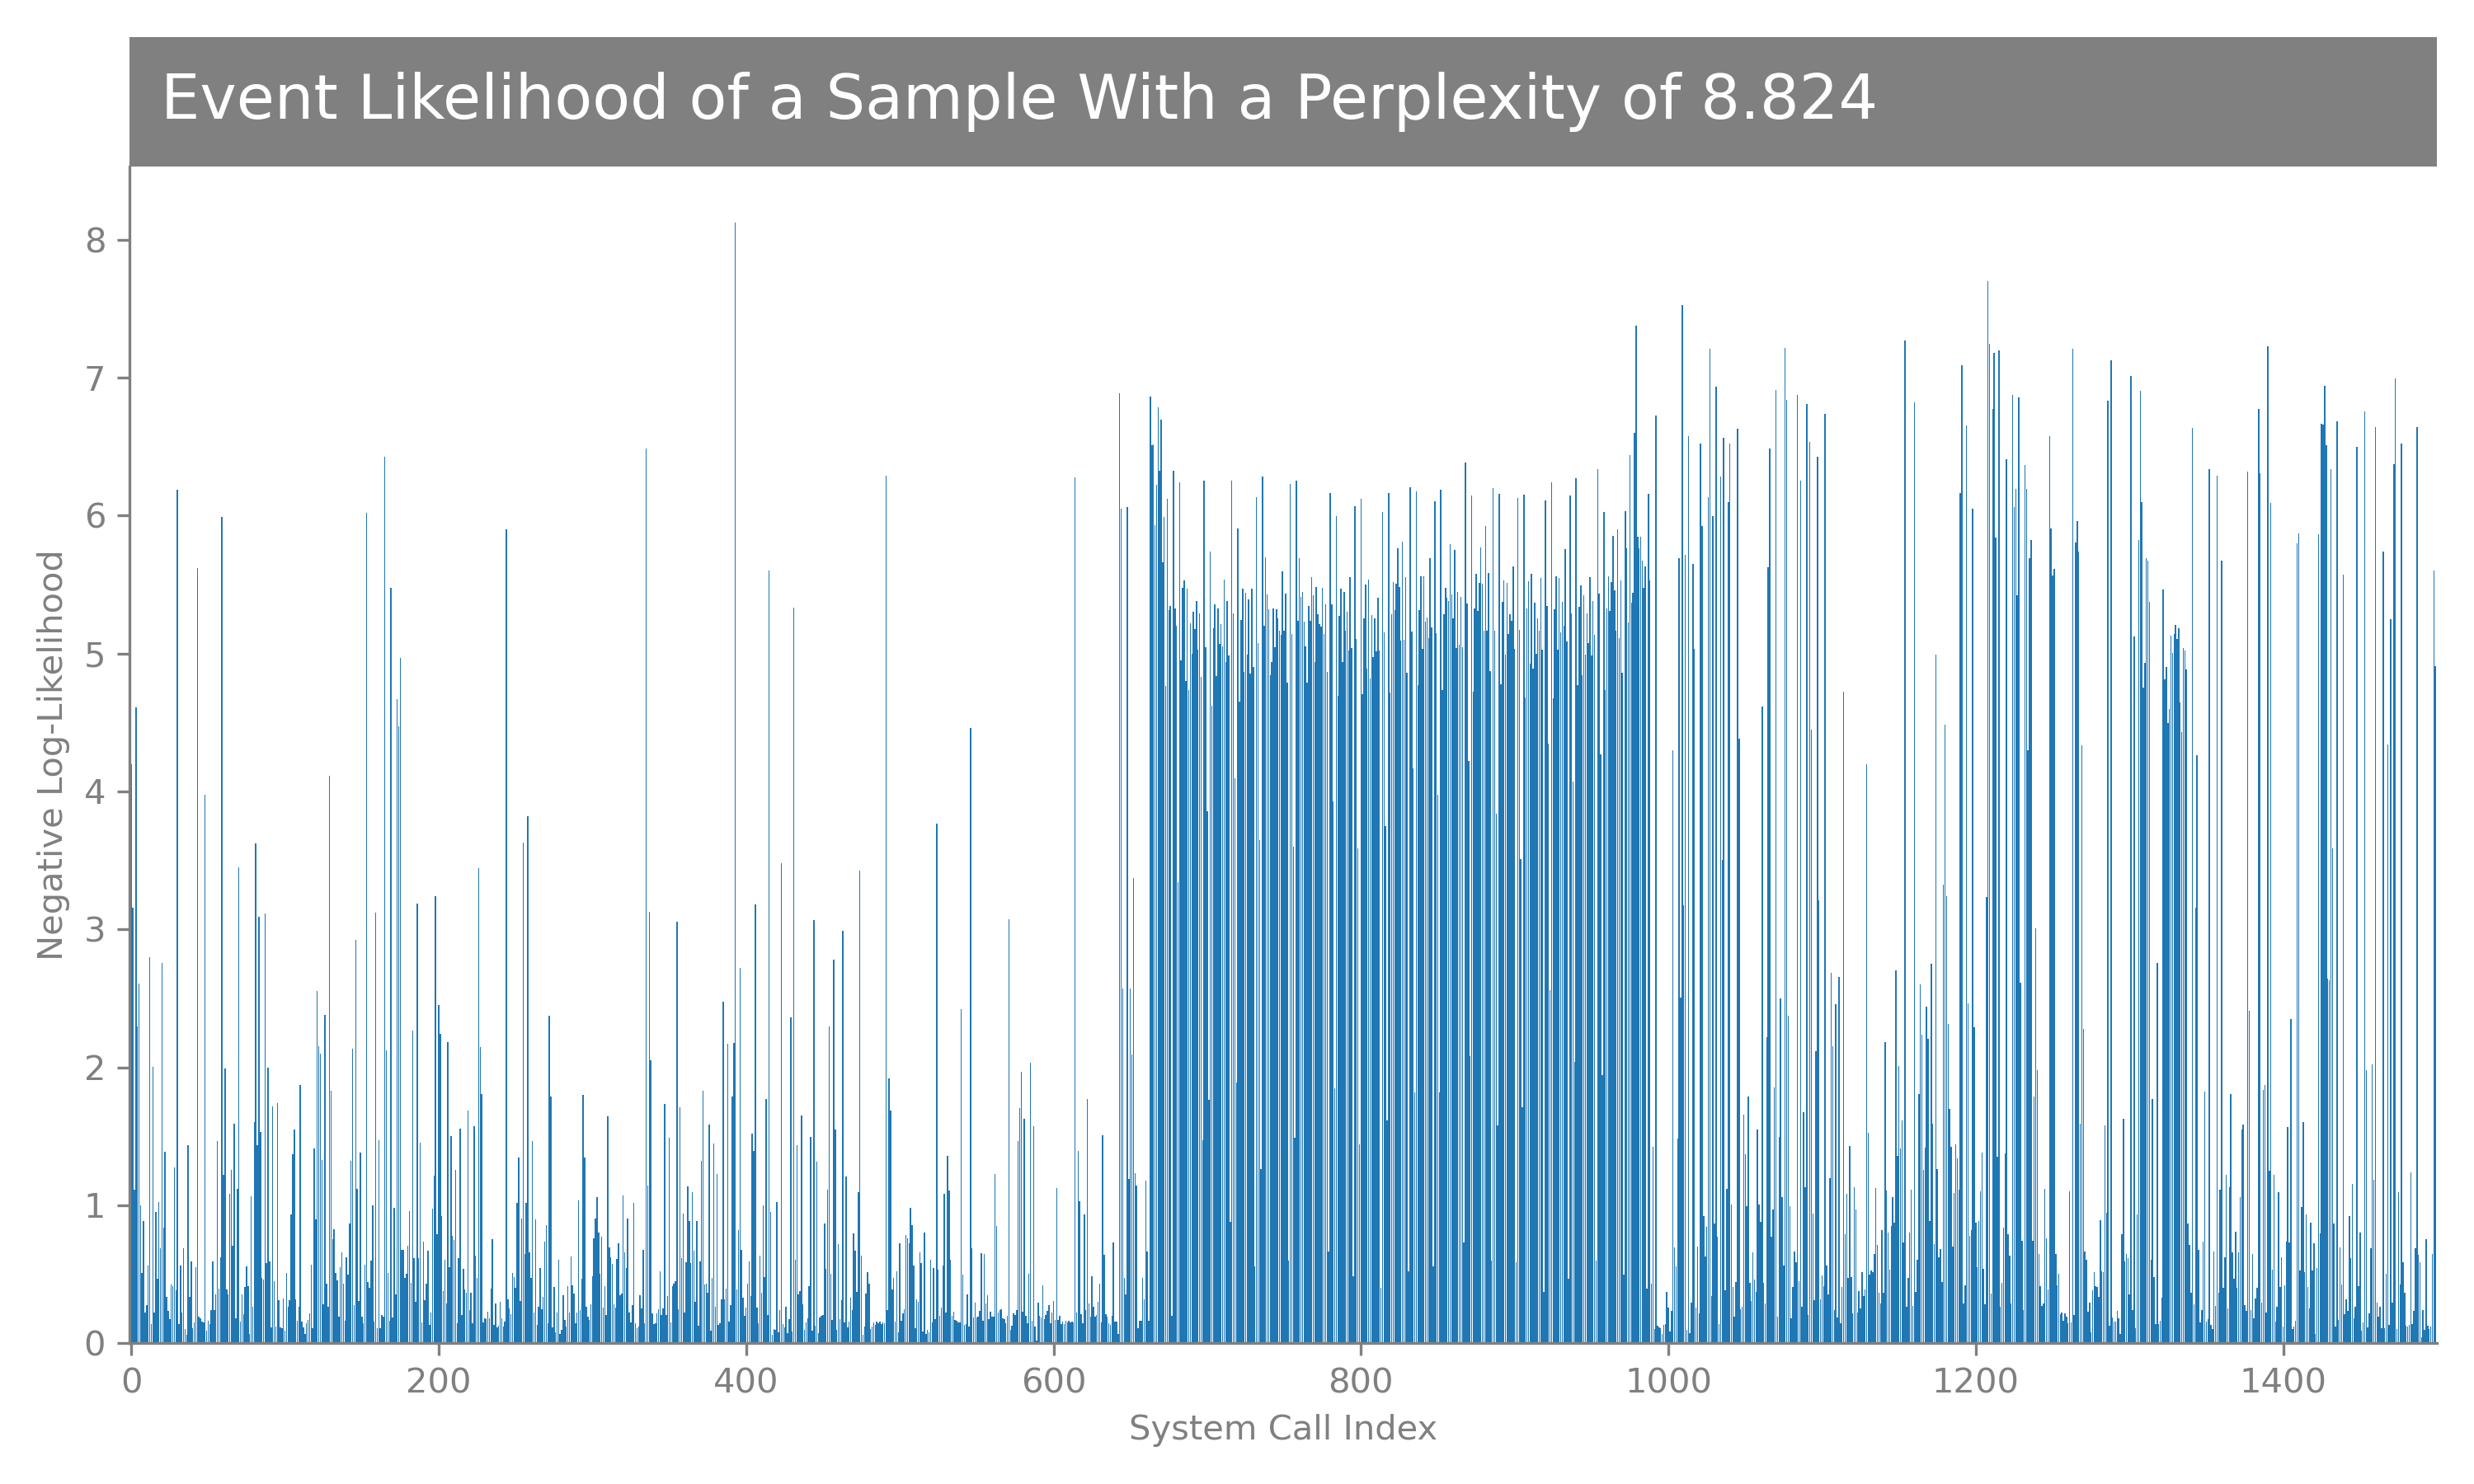 Event Likelihood of a Sample With a Perplexity of 8.824
8
7
6
5
4
3
2
1
0
Negative Log-Likelihood
0 200 400 600 800 1000 1200 1400
System Call Index